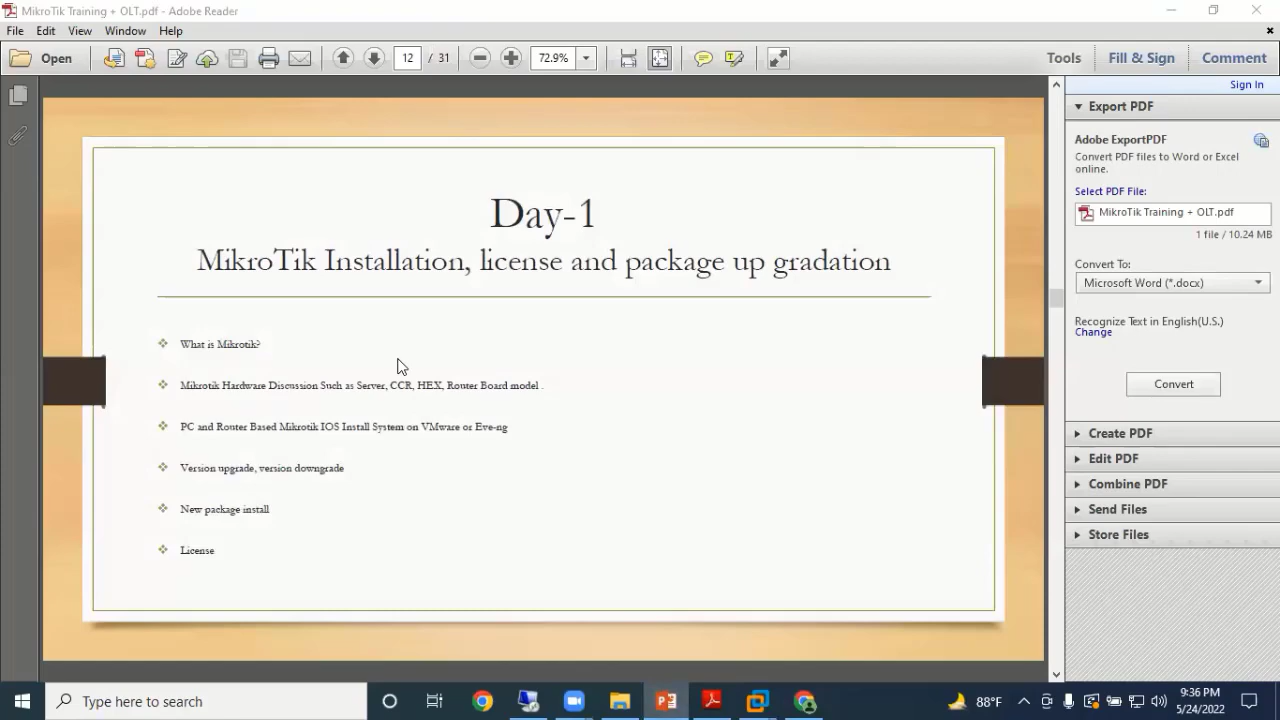 MikroTik Training + OLT.pdf - Adobe Reader
File Edit View Window Help
Open 12 / 31 72.9% Tools Fill & Sign Comment
Sign In
Export PDF
Adobe ExportPDF
Convert PDF files to Word or Excel
online.
Select PDF File:
MikroTik Training + OLT.pdf
1 file / 10.24 MB
Convert To:
Microsoft Word (*.docx)
Recognize Text in English(U.S.)
Change
Convert
Create PDF
Edit PDF
Combine PDF
Send Files
Store Files
Day-1
MikroTik Installation, license and package up gradation
What is Mikrotik?
Mikrotik Hardware Discussion Such as Server, CCR, HEX, Router Board model .
PC and Router Based Mikrotik IOS Install System on VMware or Eve-ng
Version upgrade, version downgrade
New package install
License
Type here to search
88°F
9:36 PM
5/24/2022